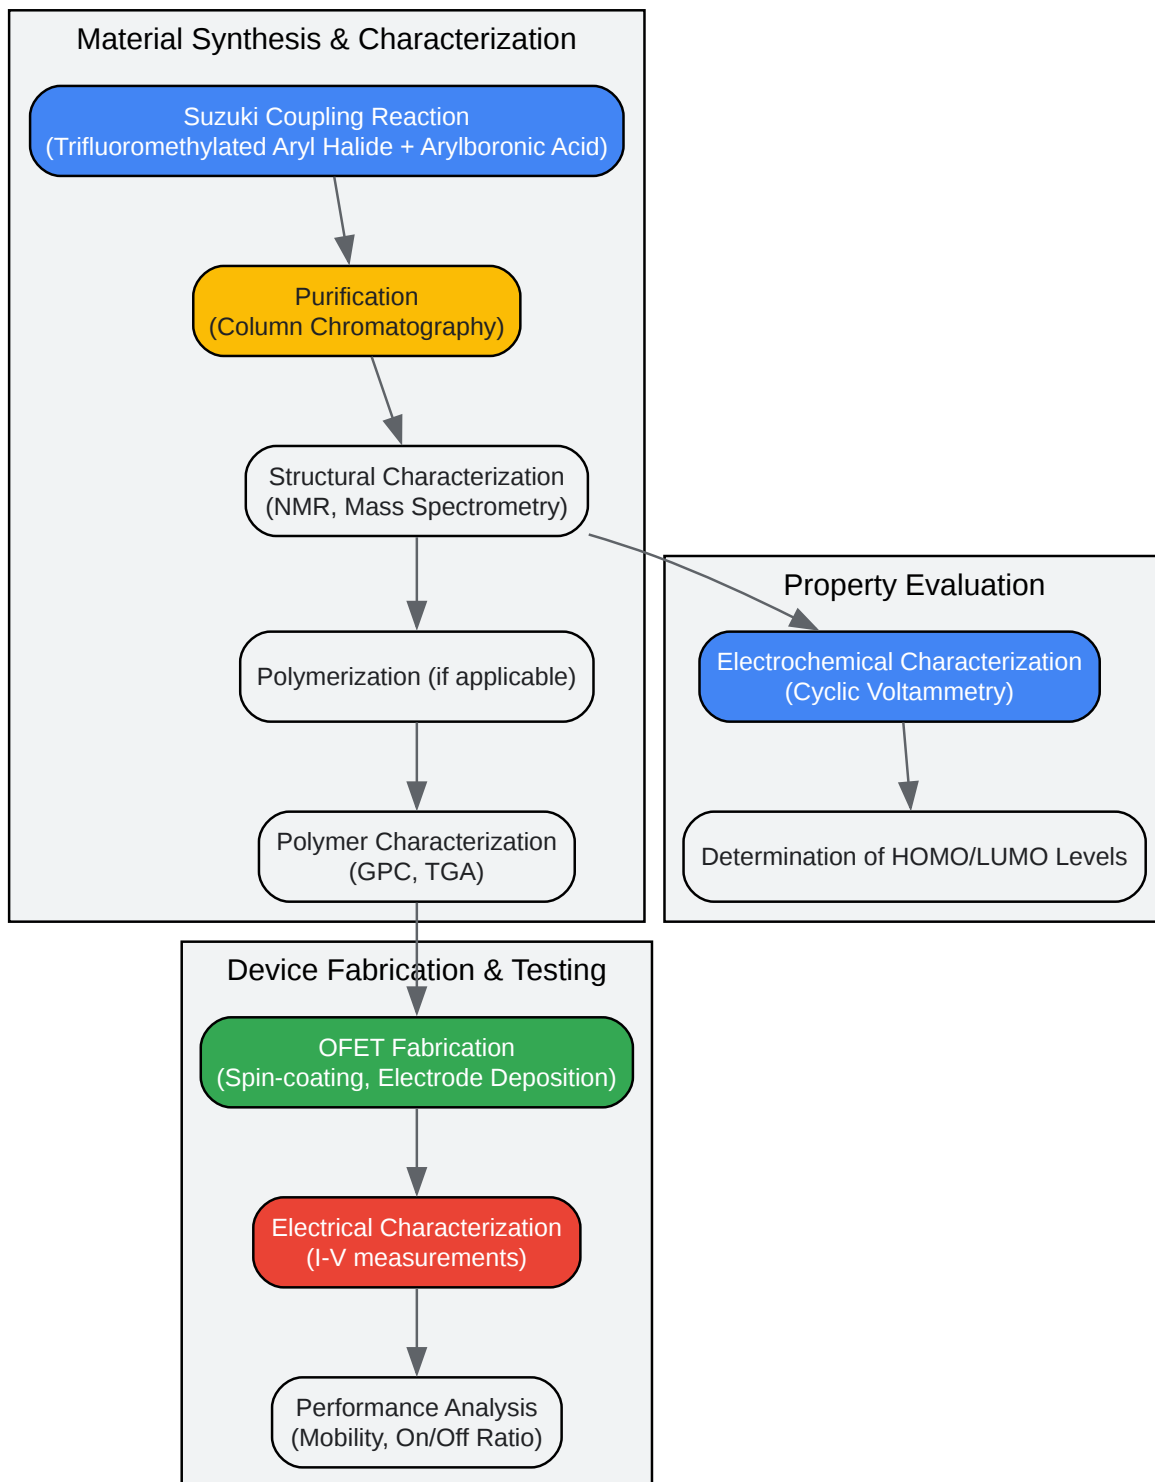 Material Synthesis & Characterization
Suzuki Coupling Reaction
(Trifluoromethylated Aryl Halide + Arylboronic Acid)
Purification
(Column Chromatography)
Structural Characterization
(NMR, Mass Spectrometry)
Polymerization (if applicable)
Polymer Characterization
(GPC, TGA)
Property Evaluation
Electrochemical Characterization
(Cyclic Voltammetry)
Determination of HOMO/LUMO Levels
Device Fabrication & Testing
OFET Fabrication
(Spin-coating, Electrode Deposition)
Electrical Characterization
(I-V measurements)
Performance Analysis
(Mobility, On/Off Ratio)